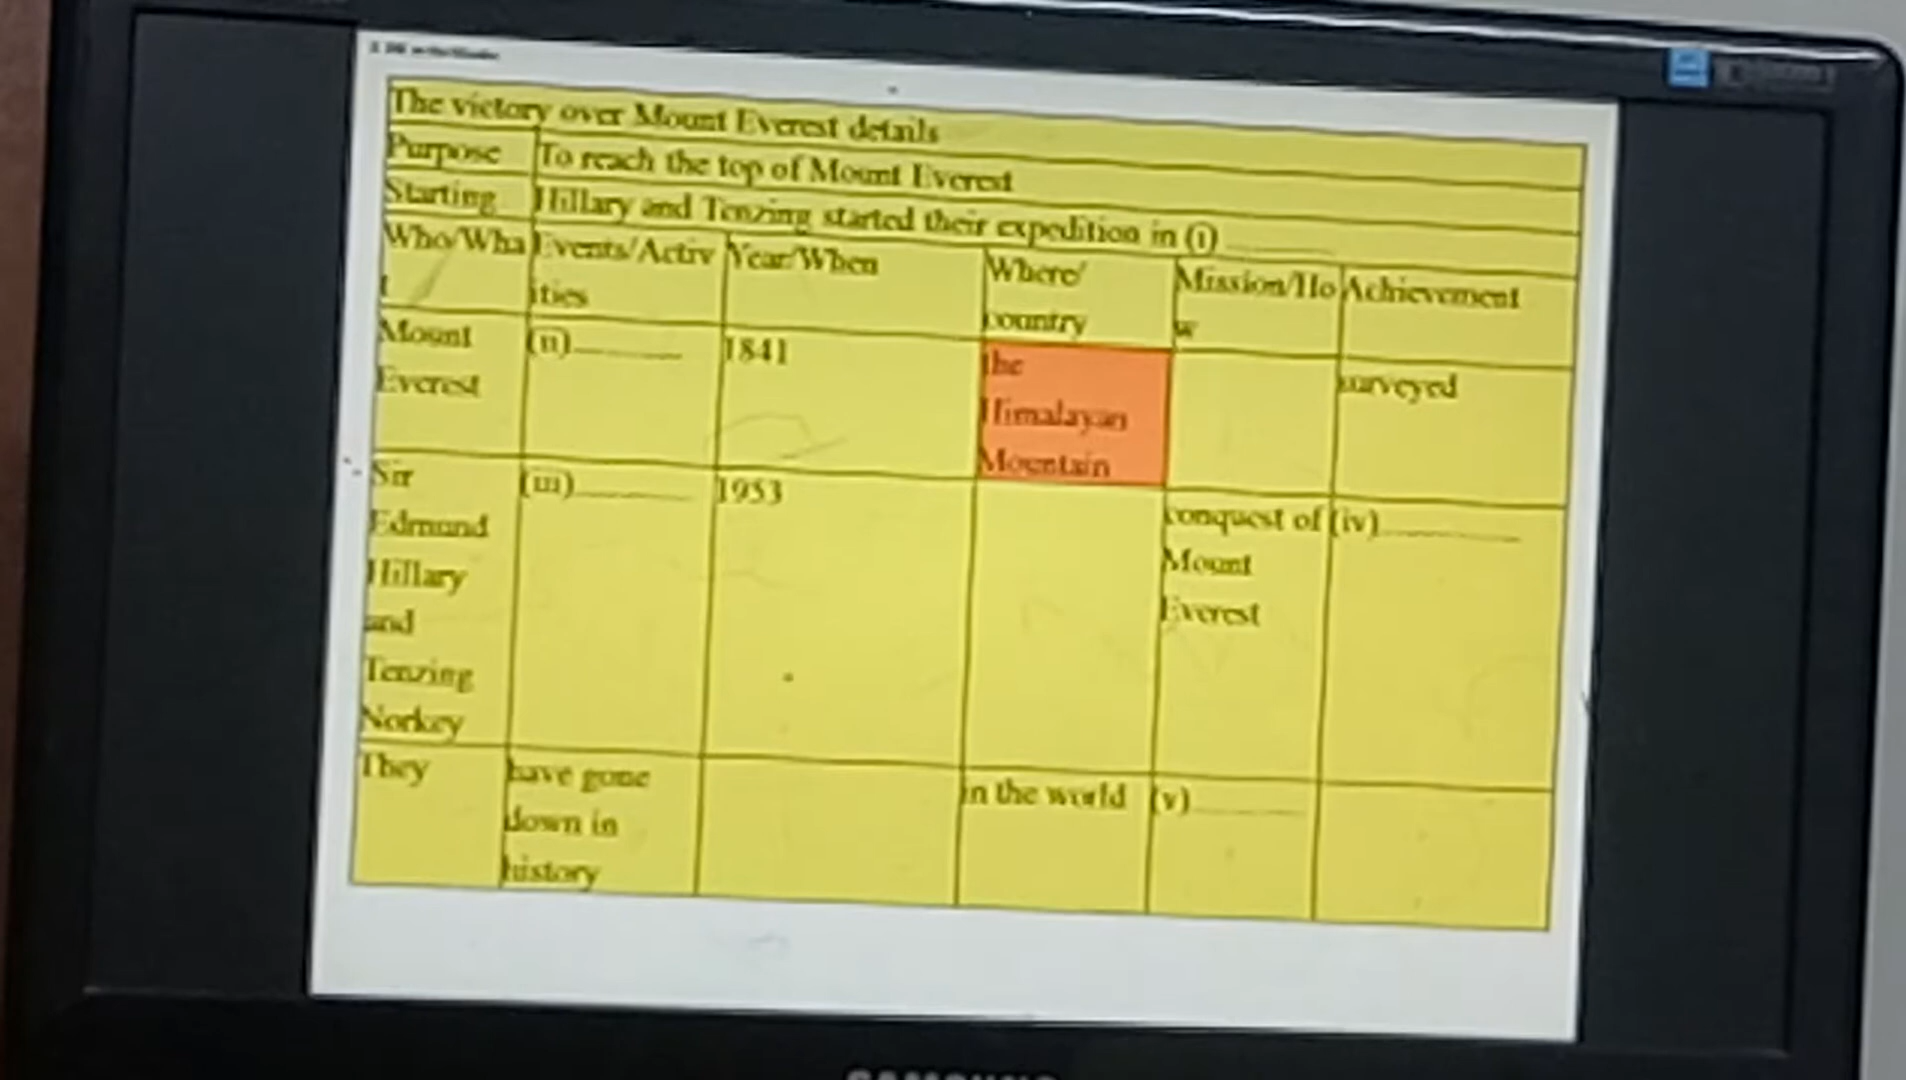 The victory over Mount Everest details
Purpose To reach the top of Mount Everest
Starting Hillary and Tenzing started their expedition in (i)
Who/Wha
t
Events/Activ
ities
Year/When
Where/
country
Mission/Ho
w
Achievement
Mount
Everest
(ii)
1841
the
Himalayan
Mountain
surveyed
Sir
Edmund
Hillary
and
Tenzing
Norkey
(iii)
1953
conquest of
Mount
Everest
(iv)
They
have gone
down in
history
in the world
(v)
SAMSUNG